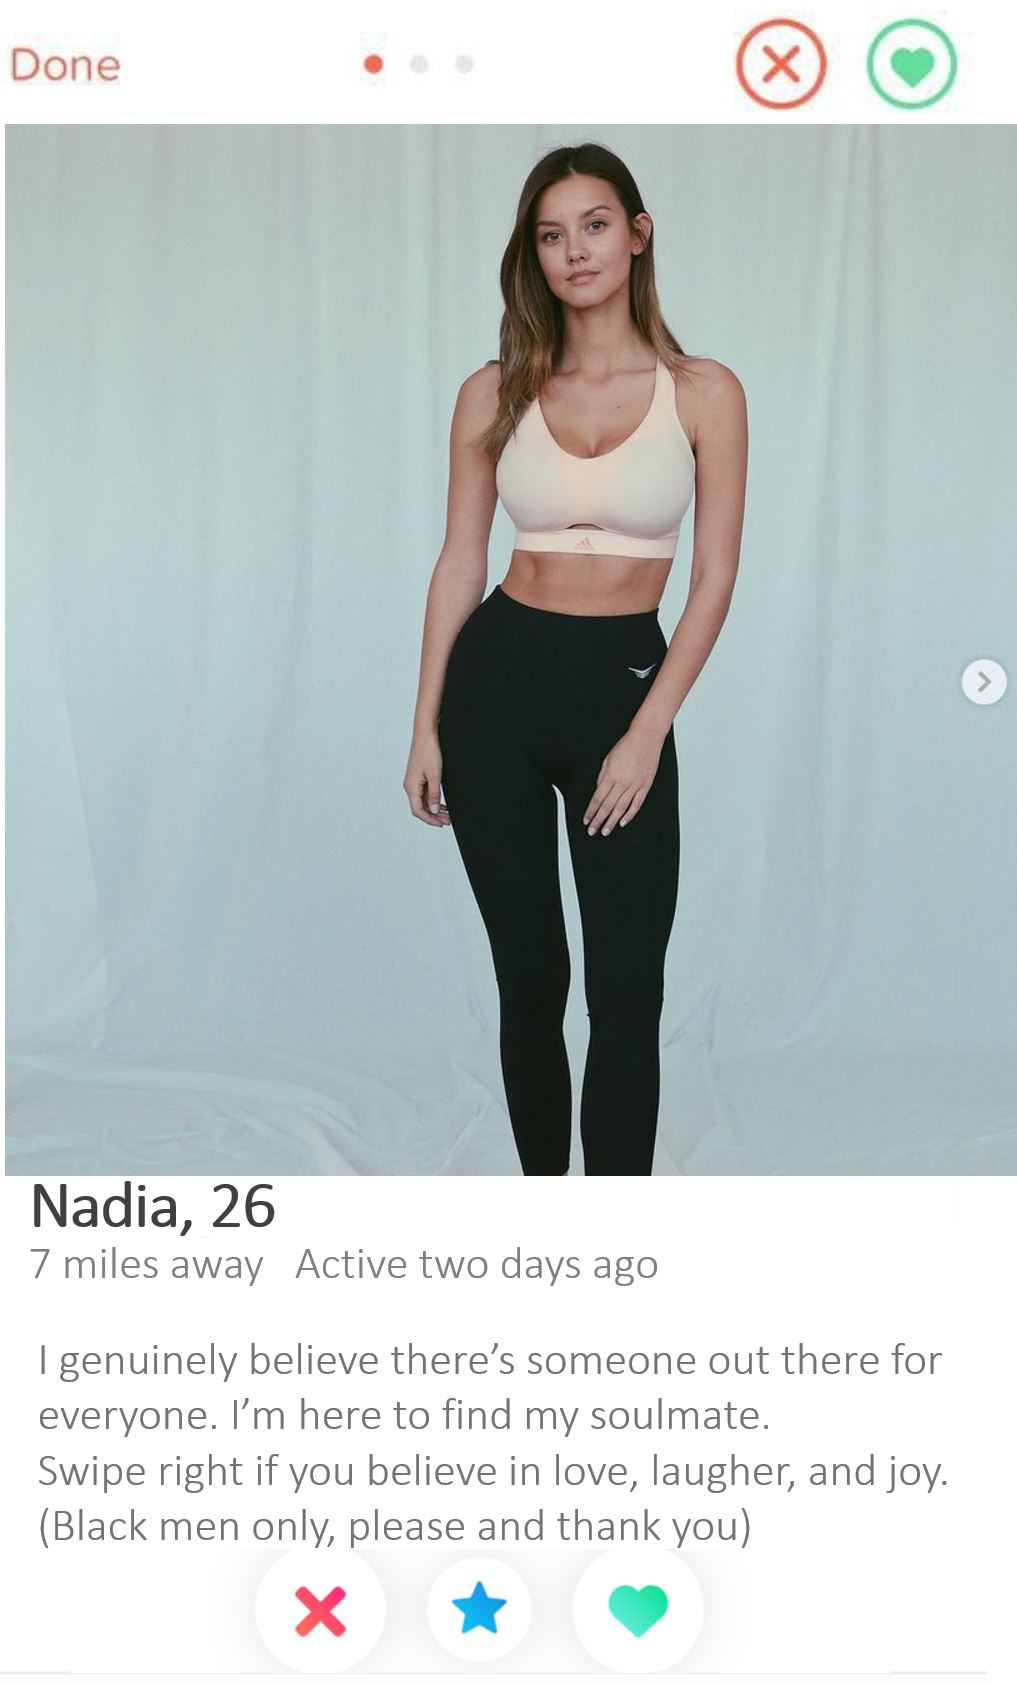 Done
Nadia, 26
7 miles away Active two days ago
I genuinely believe there’s someone out there for
everyone. I’m here to find my soulmate.
Swipe right if you believe in love, laugher, and joy.
(Black men only, please and thank you)